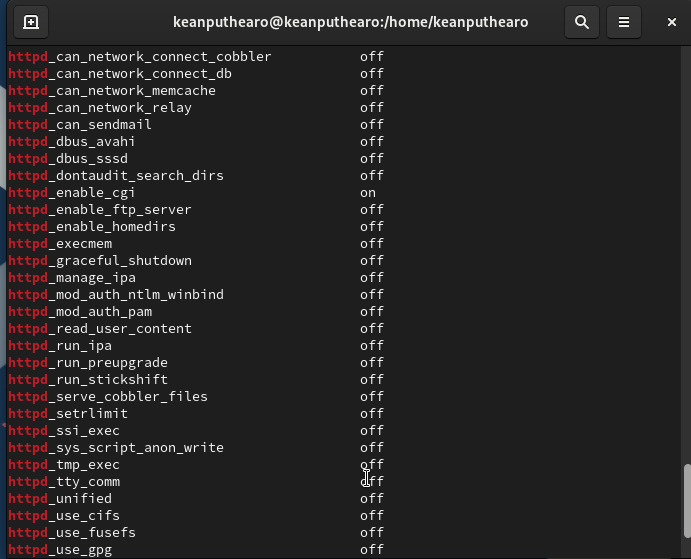 keanputhearo@keanputhearo:/home/keanputhearo
httpd_can_network_connect_cobbler off
httpd_can_network_connect_db off
httpd_can_network_memcache off
httpd_can_network_relay off
httpd_can_sendmail off
httpd_dbus_avahi off
httpd_dbus_sssd off
httpd_dontaudit_search_dirs off
httpd_enable_cgi on
httpd_enable_ftp_server off
httpd_enable_homedirs off
httpd_execmem off
httpd_graceful_shutdown off
httpd_manage_ipa off
httpd_mod_auth_ntlm_winbind off
httpd_mod_auth_pam off
httpd_read_user_content off
httpd_run_ipa off
httpd_run_preupgrade off
httpd_run_stickshift off
httpd_serve_cobbler_files off
httpd_setrlimit off
httpd_ssi_exec off
httpd_sys_script_anon_write off
httpd_tmp_exec off
httpd_tty_comm off
httpd_unified off
httpd_use_cifs off
httpd_use_fusefs off
httpd_use_gpg off